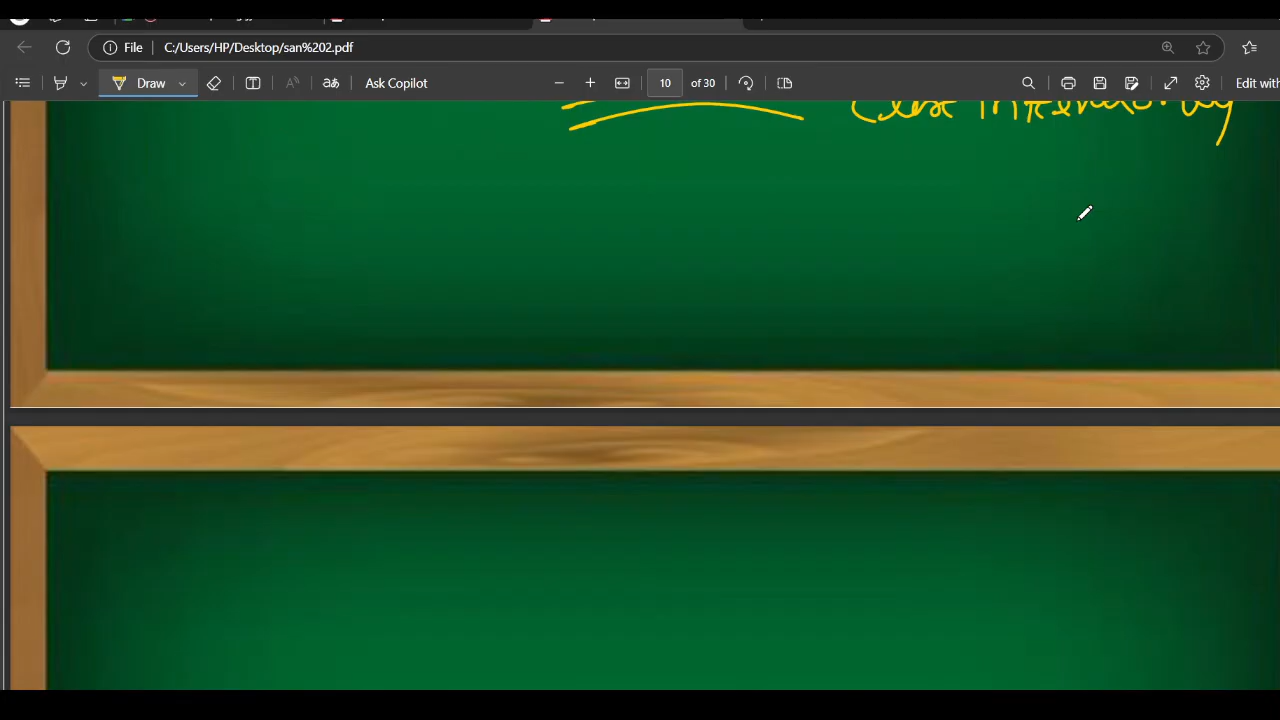 File C:/Users/HP/Desktop/san%202.pdf
Draw Ask Copilot 10 of 30 Edit with